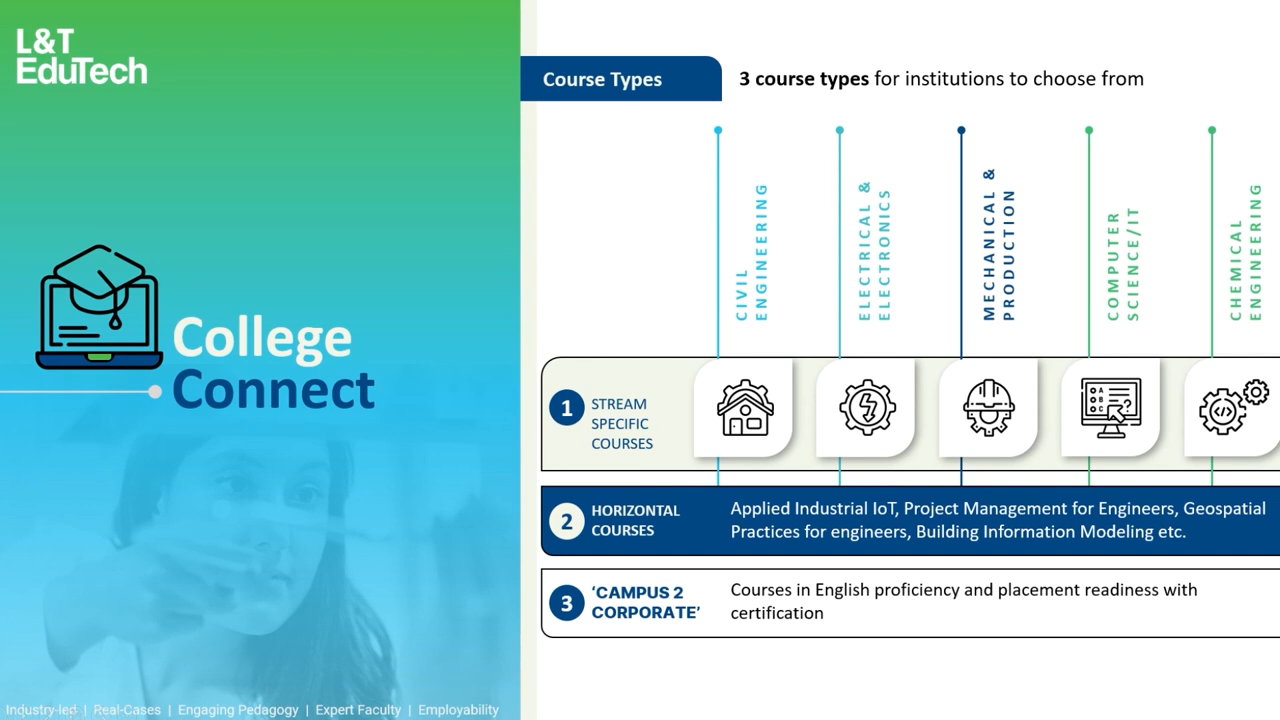 L&T
EduTech
College
Connect
Industry-led | Real-Cases | Engaging Pedagogy | Expert Faculty | Employability
Course Types
3 course types for institutions to choose from
CIVIL
ENGINEERING
ELECTRICAL &
ELECTRONICS
MECHANICAL &
PRODUCTION
COMPUTER
SCIENCE/IT
CHEMICAL
ENGINEERING
1
STREAM
SPECIFIC
COURSES
A
B
C
?
</>
2
HORIZONTAL
COURSES
Applied Industrial IoT, Project Management for Engineers, Geospatial
Practices for engineers, Building Information Modeling etc.
3
‘CAMPUS 2
CORPORATE’
Courses in English proficiency and placement readiness with
certification